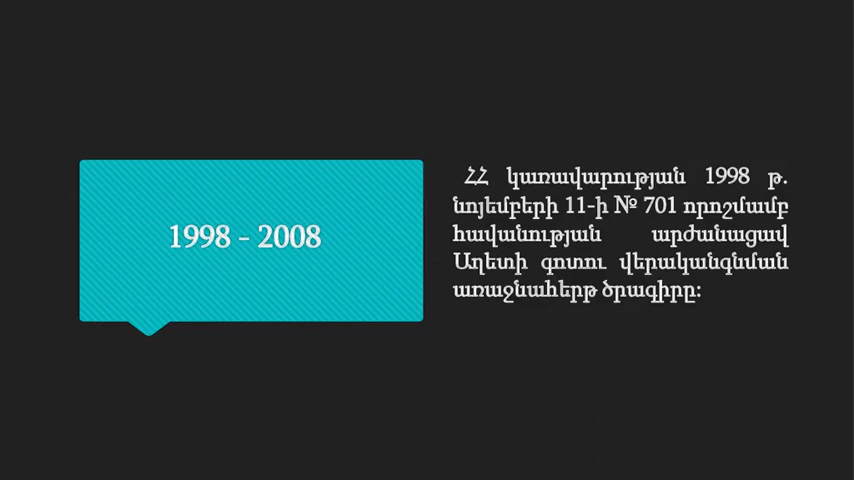 1998 - 2008
ՀՀ կառավարության 1998 թ.
նոյեմբերի 11-ի № 701 որոշմամբ
հավանության արժանացավ
Աղետի գոտու վերականգնման
առաջնահերթ ծրագիրը: